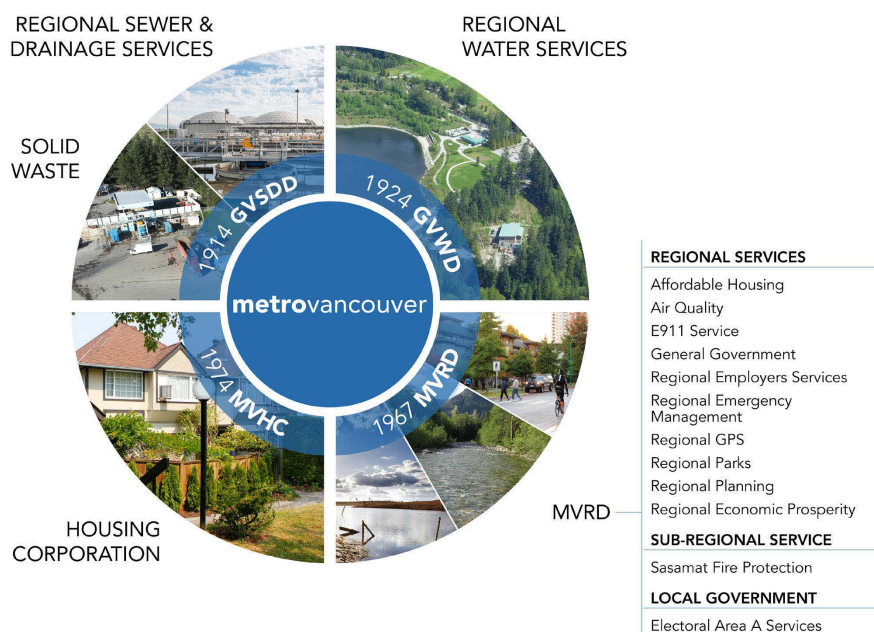 REGIONAL SEWER &
DRAINAGE SERVICES
REGIONAL
WATER SERVICES
SOLID
WASTE
1914 GVSDD
1924 GVWD
metrovancouver
1974 MVHC
1967 MVRD
HOUSING
CORPORATION
MVRD
REGIONAL SERVICES
Affordable Housing
Air Quality
E911 Service
General Government
Regional Employers Services
Regional Emergency
Management
Regional GPS
Regional Parks
Regional Planning
Regional Economic Prosperity
SUB-REGIONAL SERVICE
Sasamat Fire Protection
LOCAL GOVERNMENT
Electoral Area A Services